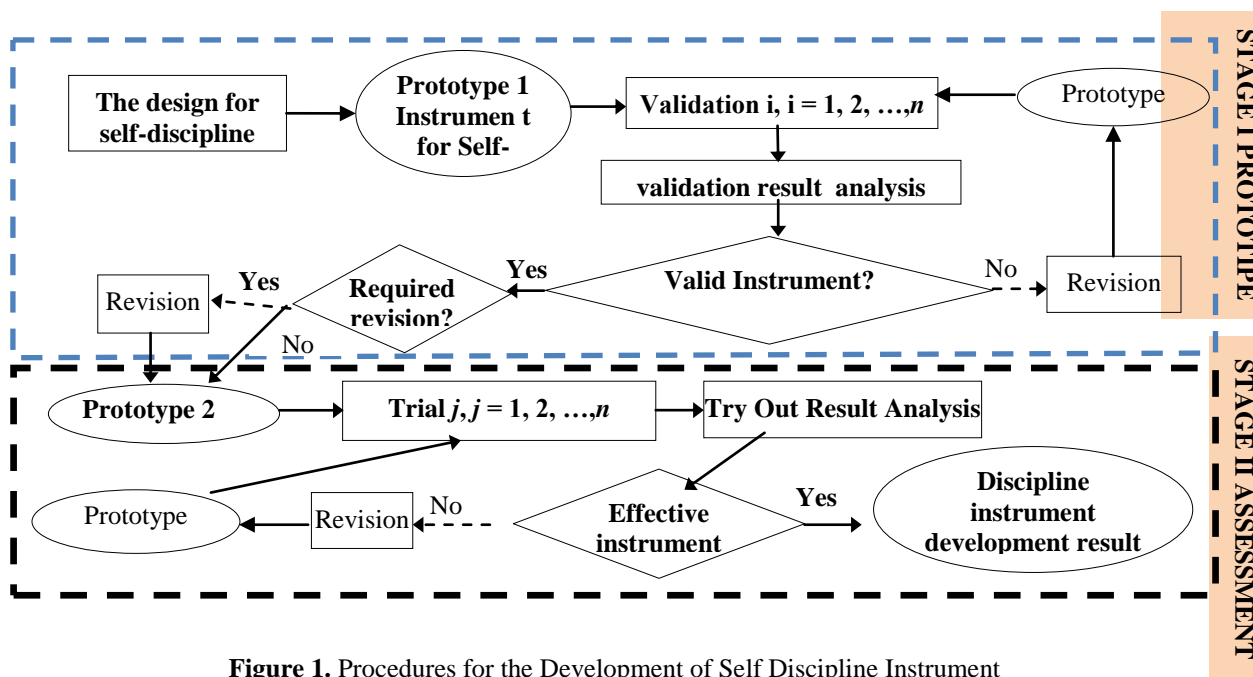 The design for
self-discipline
Prototype 1
Instrumen t
for Self-
Validation i, i = 1, 2, …,n
Prototype
validation result analysis
Valid Instrument?
No
Revision
Yes
Required
revision?
Yes
No
Revision
STAGE I PROTOTIPE
Prototype 2
Trial j, j = 1, 2, …,n
Try Out Result Analysis
Effective
instrument
Yes
Discipline
instrument
development result
No
Revision
Prototype
STAGE II ASSESSMENT
Figure 1. Procedures for the Development of Self Discipline Instrument